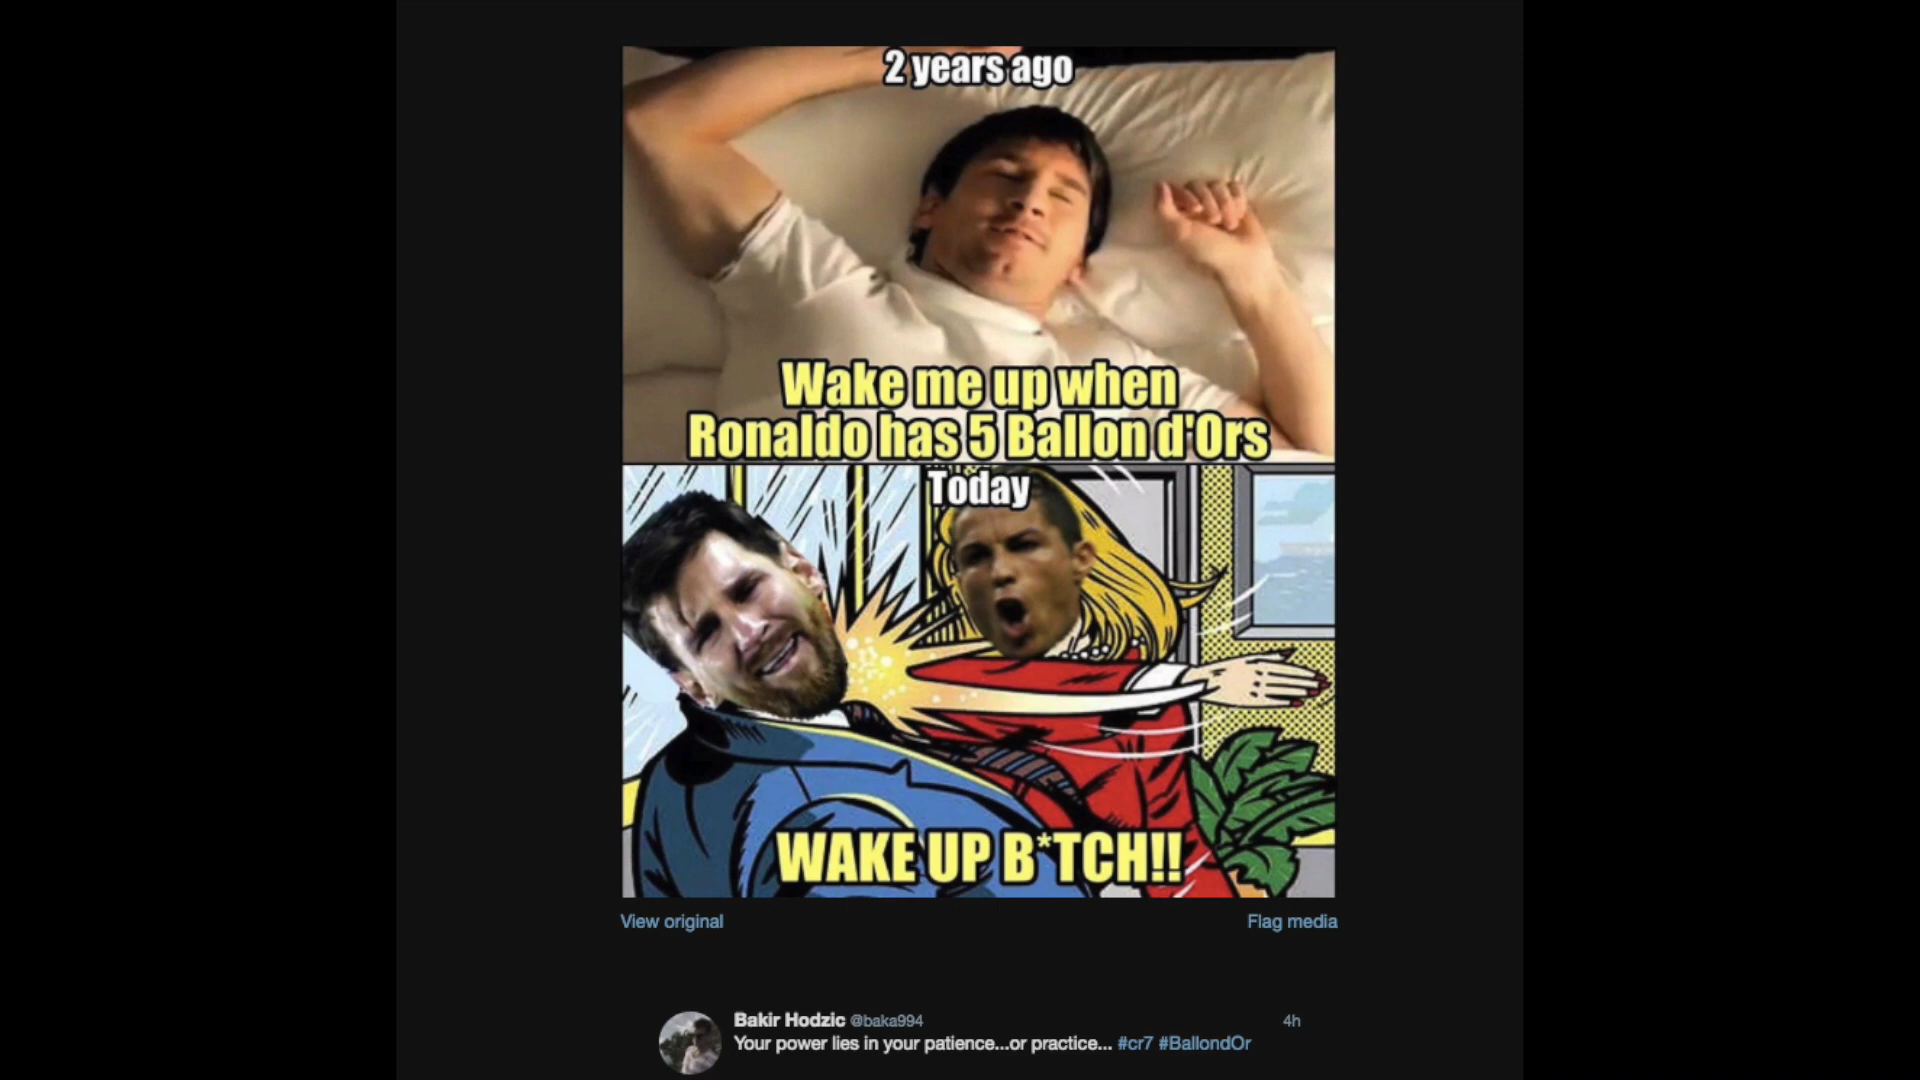 2 years ago
Wake me up when
Ronaldo has 5 Ballon d'Ors
Today
WAKE UP B*TCH!!
View original
Flag media
Bakir Hodzic @baka994
4h
Your power lies in your patience...or practice... #cr7 #BallondOr